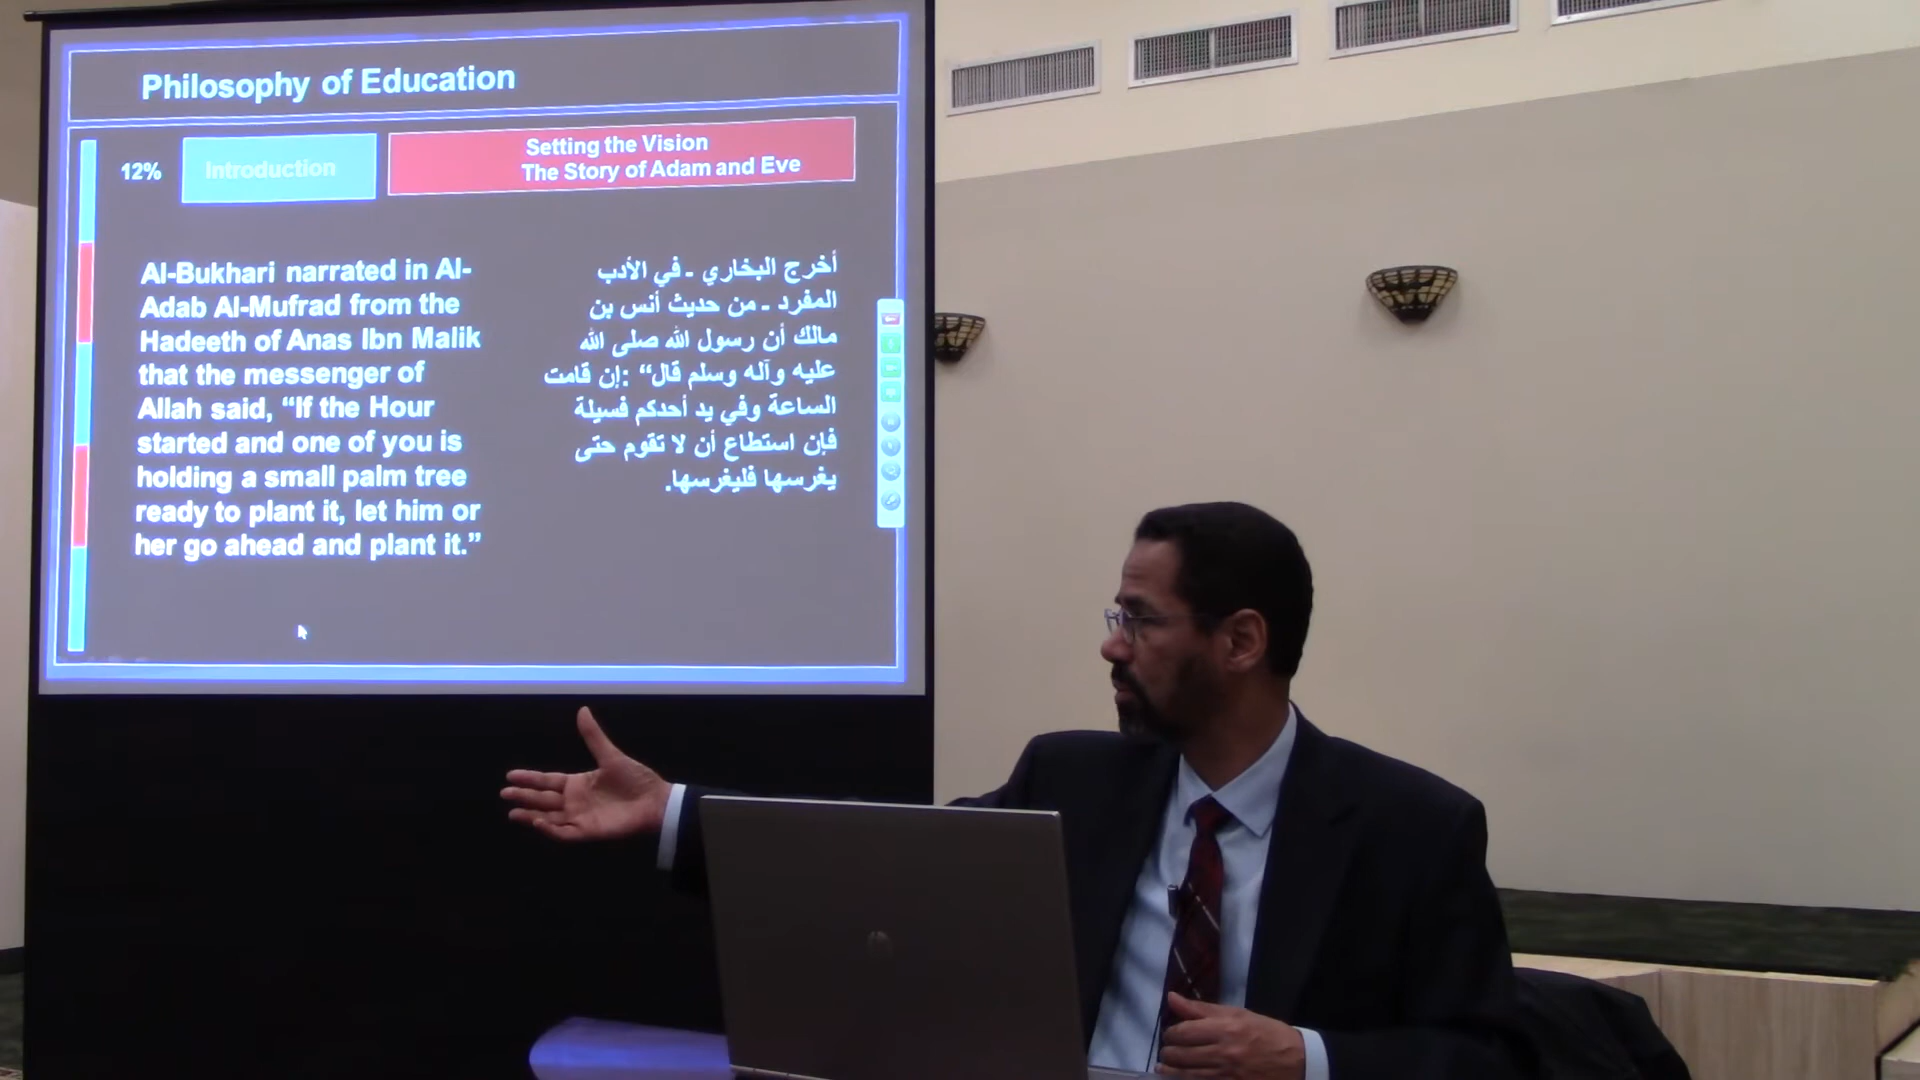 Philosophy of Education
12%
Introduction
Setting the Vision
The Story of Adam and Eve
Al-Bukhari narrated in Al-
Adab Al-Mufrad from the
Hadeeth of Anas Ibn Malik
that the messenger of
Allah said, “If the Hour
started and one of you is
holding a small palm tree
ready to plant it, let him or
her go ahead and plant it.”
أخرج البخاري ـ في الأدب
المفرد ـ من حديث أنس بن
مالك أن رسول الله صلى الله
عليه وآله وسلم قال“ :إن قامت
الساعة وفي يد أحدكم فسيلة
فإن استطاع أن لا تقوم حتى
يغرسها فليغرسها.